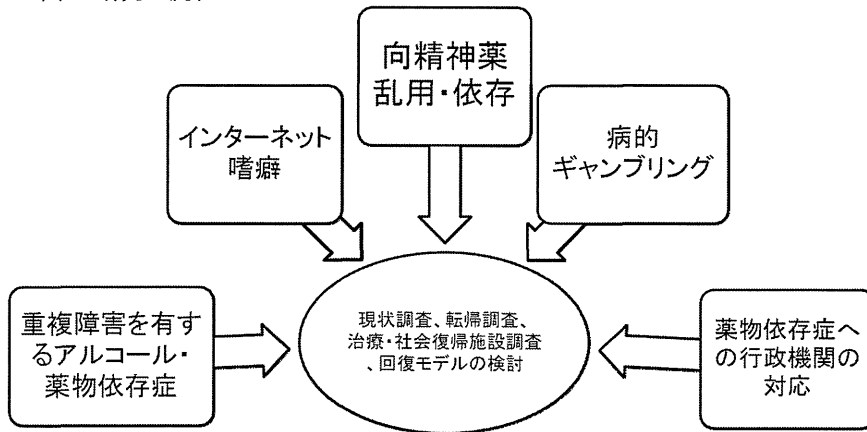 向精神薬
乱用・依存
インターネット
嗜癖
病的
ギャンブリング
重複障害を有す
るアルコール・
薬物依存症
現状調査、転帰調査、
治療・社会復帰施設調査
、回復モデルの検討
薬物依存症へ
の行政機関の
対応